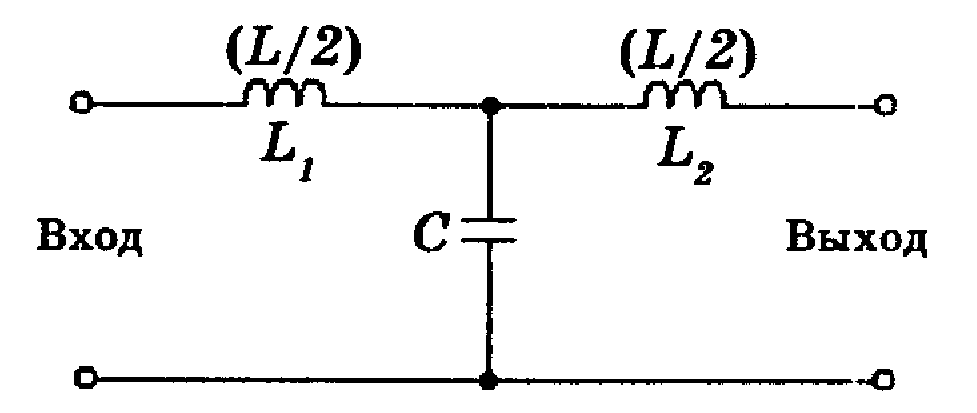 (L/2) (L/2)
L₁ L₂
Вход C Выход